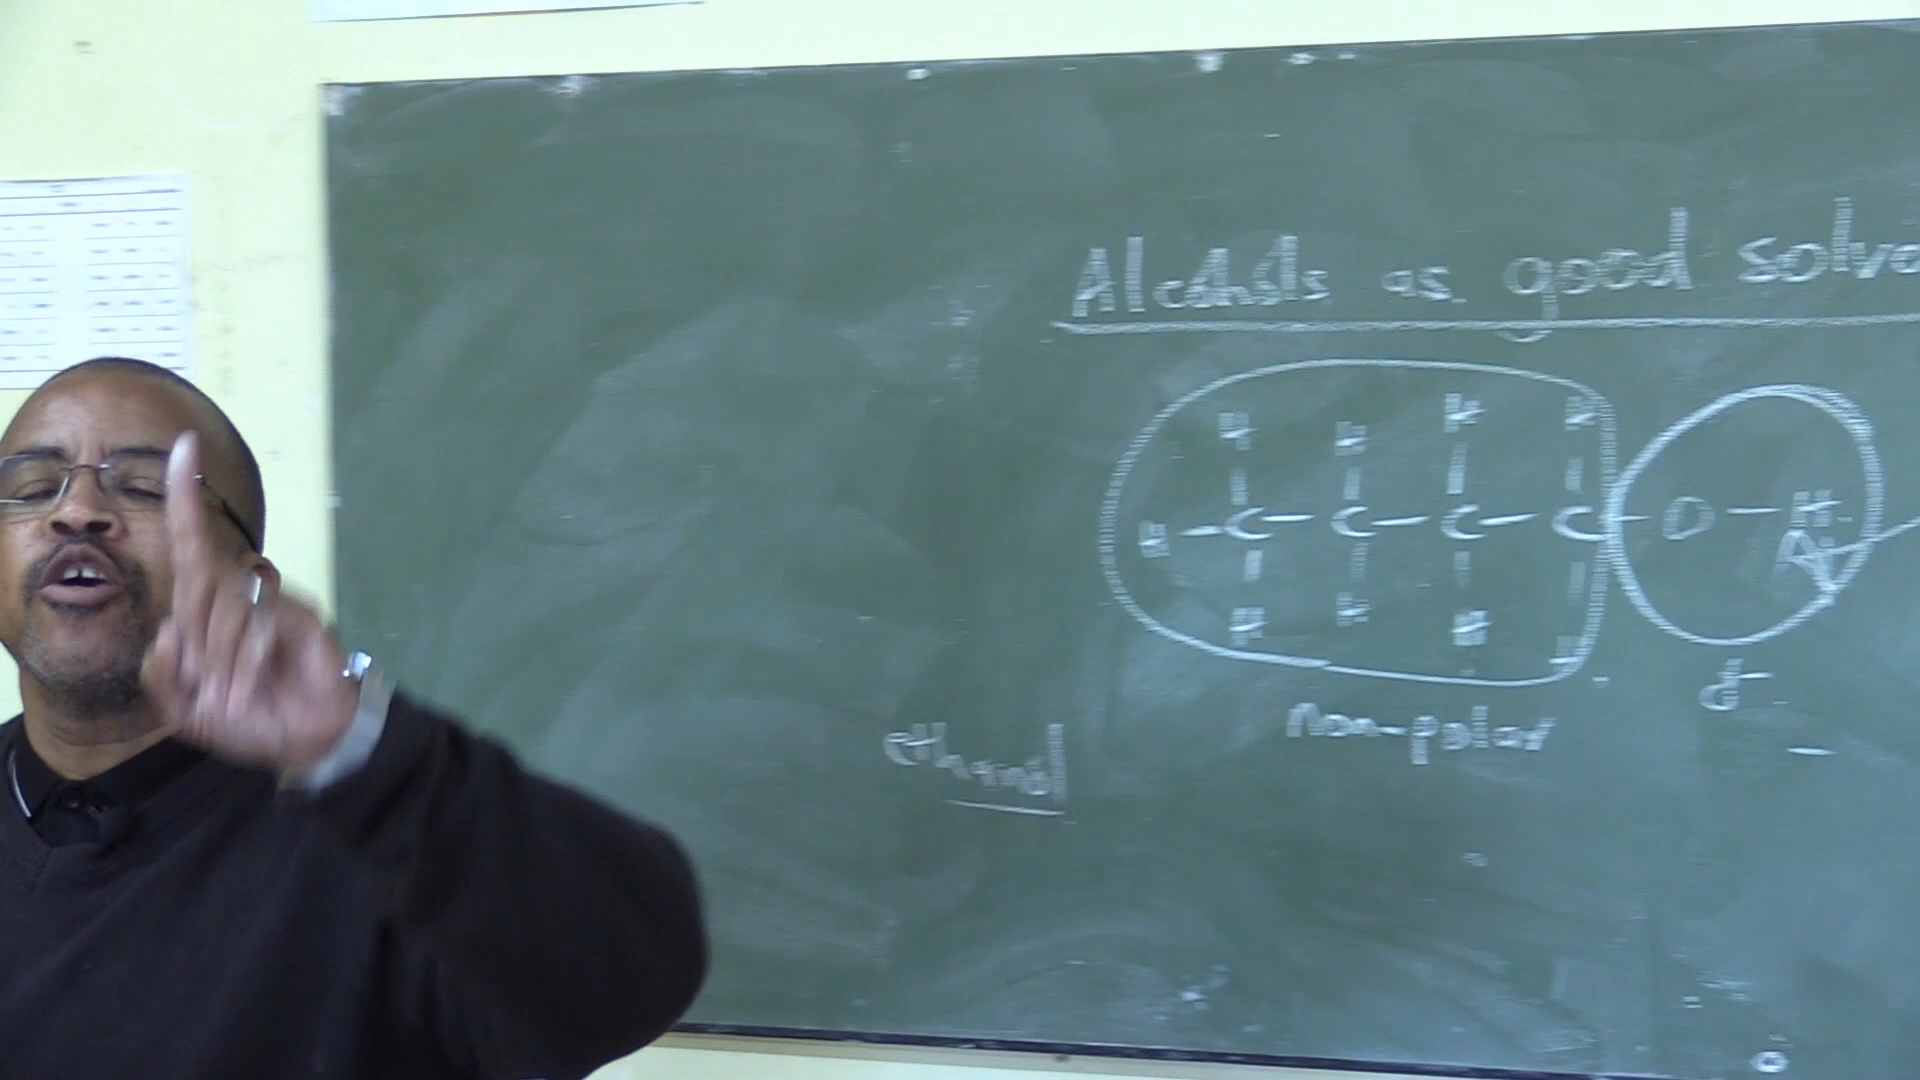 Alcohols as good solve
H H H H
H - C - C - C - C - O - H
H H H H
non-polar
ethanol